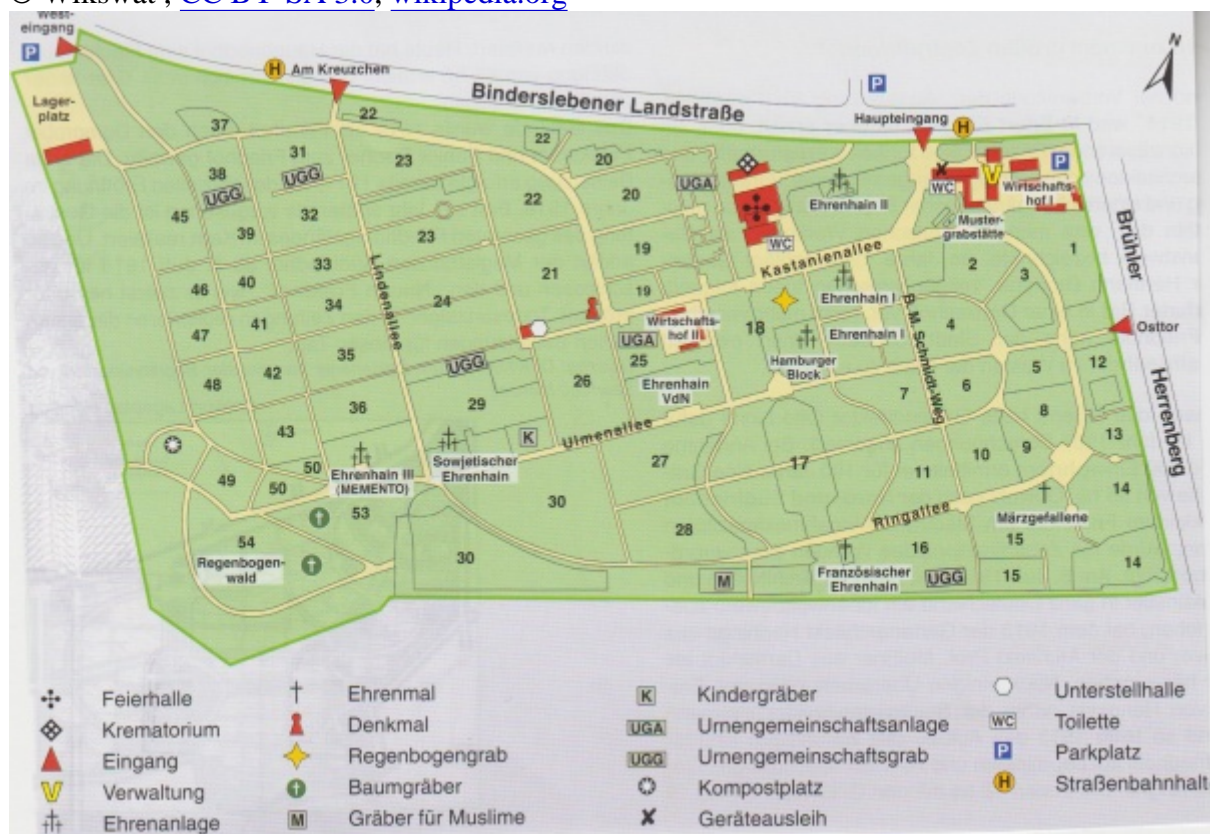 © Wikswat , CC BY-SA 3.0, wikipedia.org
West-
eingang
P
H Am Kreuzchen
Binderslebener Landstraße
P
Haupteingang
H
N
Lager-
platz
37
22
31
UGG
38
UGG
23
22
20
20
UGA
Ehrenhain II
WC
V
P
Wirtschafts-
hof I
Muster-
grabstätte
WC
Kastanienallee
Brühler
Herrenberg
45
32
39
23
22
19
33
46
40
34
24
21
19
47
41
35
Lindenallee
Wirtschafts-
hof II
UGA
18
Ehrenhain I
Ehrenhain I
Hamburger
Block
B. M. Schmidt-Weg
2
3
1
4
Osttor
48
42
36
UGG
29
26
25
Ehrenhain
VdN
7
6
5
12
8
43
50
Ehrenhain III
(MEMENTO)
Sowjetischer
Ehrenhain
K
Ulmenallee
27
17
11
10
9
13
49
50
53
30
28
Ringallee
Märzgefallene
14
54
Regenbogen-
wald
30
M
Französischer
Ehrenhain
16
UGG
15
15
14
Feierhalle
Krematorium
Eingang
V Verwaltung
Ehrenanlage
Ehrenmal
Denkmal
Regenbogengrab
Baumgräber
M Gräber für Muslime
K Kindergräber
UGA Urnengemeinschaftsanlage
UGG Urnengemeinschaftsgrab
Kompostplatz
Geräteausleih
Unterstellhalle
WC Toilette
P Parkplatz
H Straßenbahnhalt